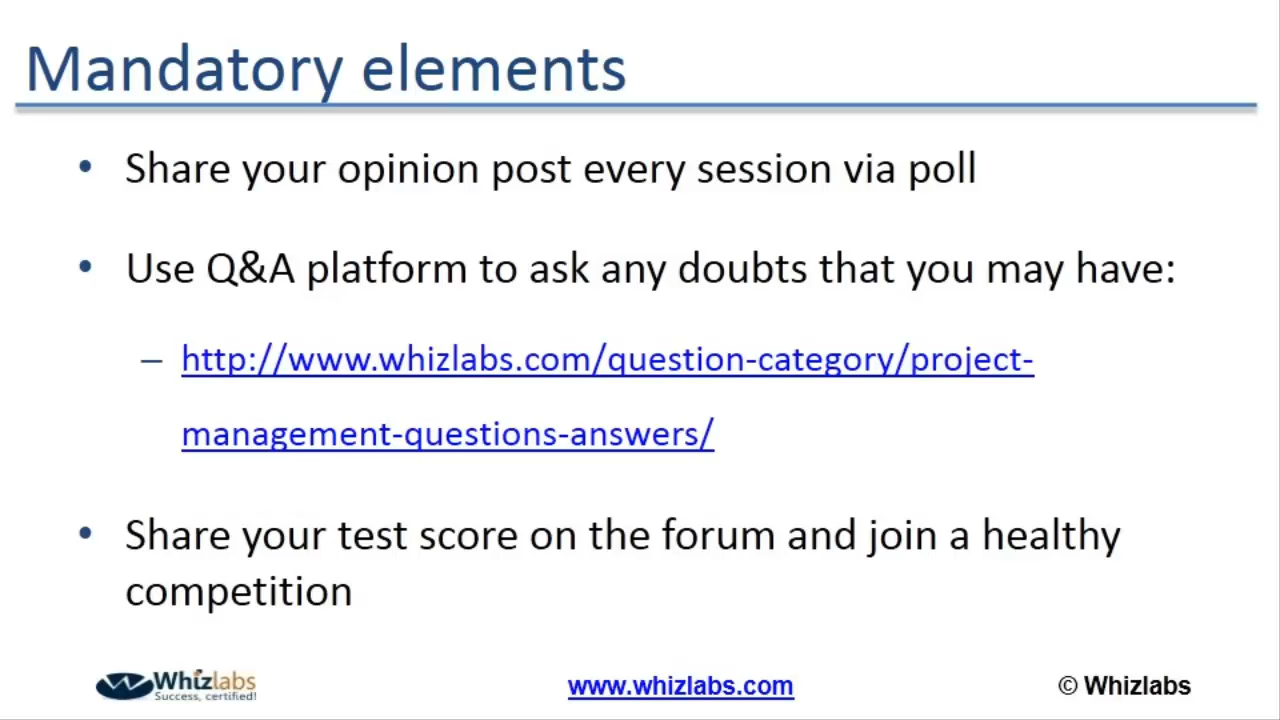 Mandatory elements
• Share your opinion post every session via poll
• Use Q&A platform to ask any doubts that you may have:
– http://www.whizlabs.com/question-category/project-
management-questions-answers/
• Share your test score on the forum and join a healthy
competition
Whizlabs
Success, certified!
www.whizlabs.com
© Whizlabs